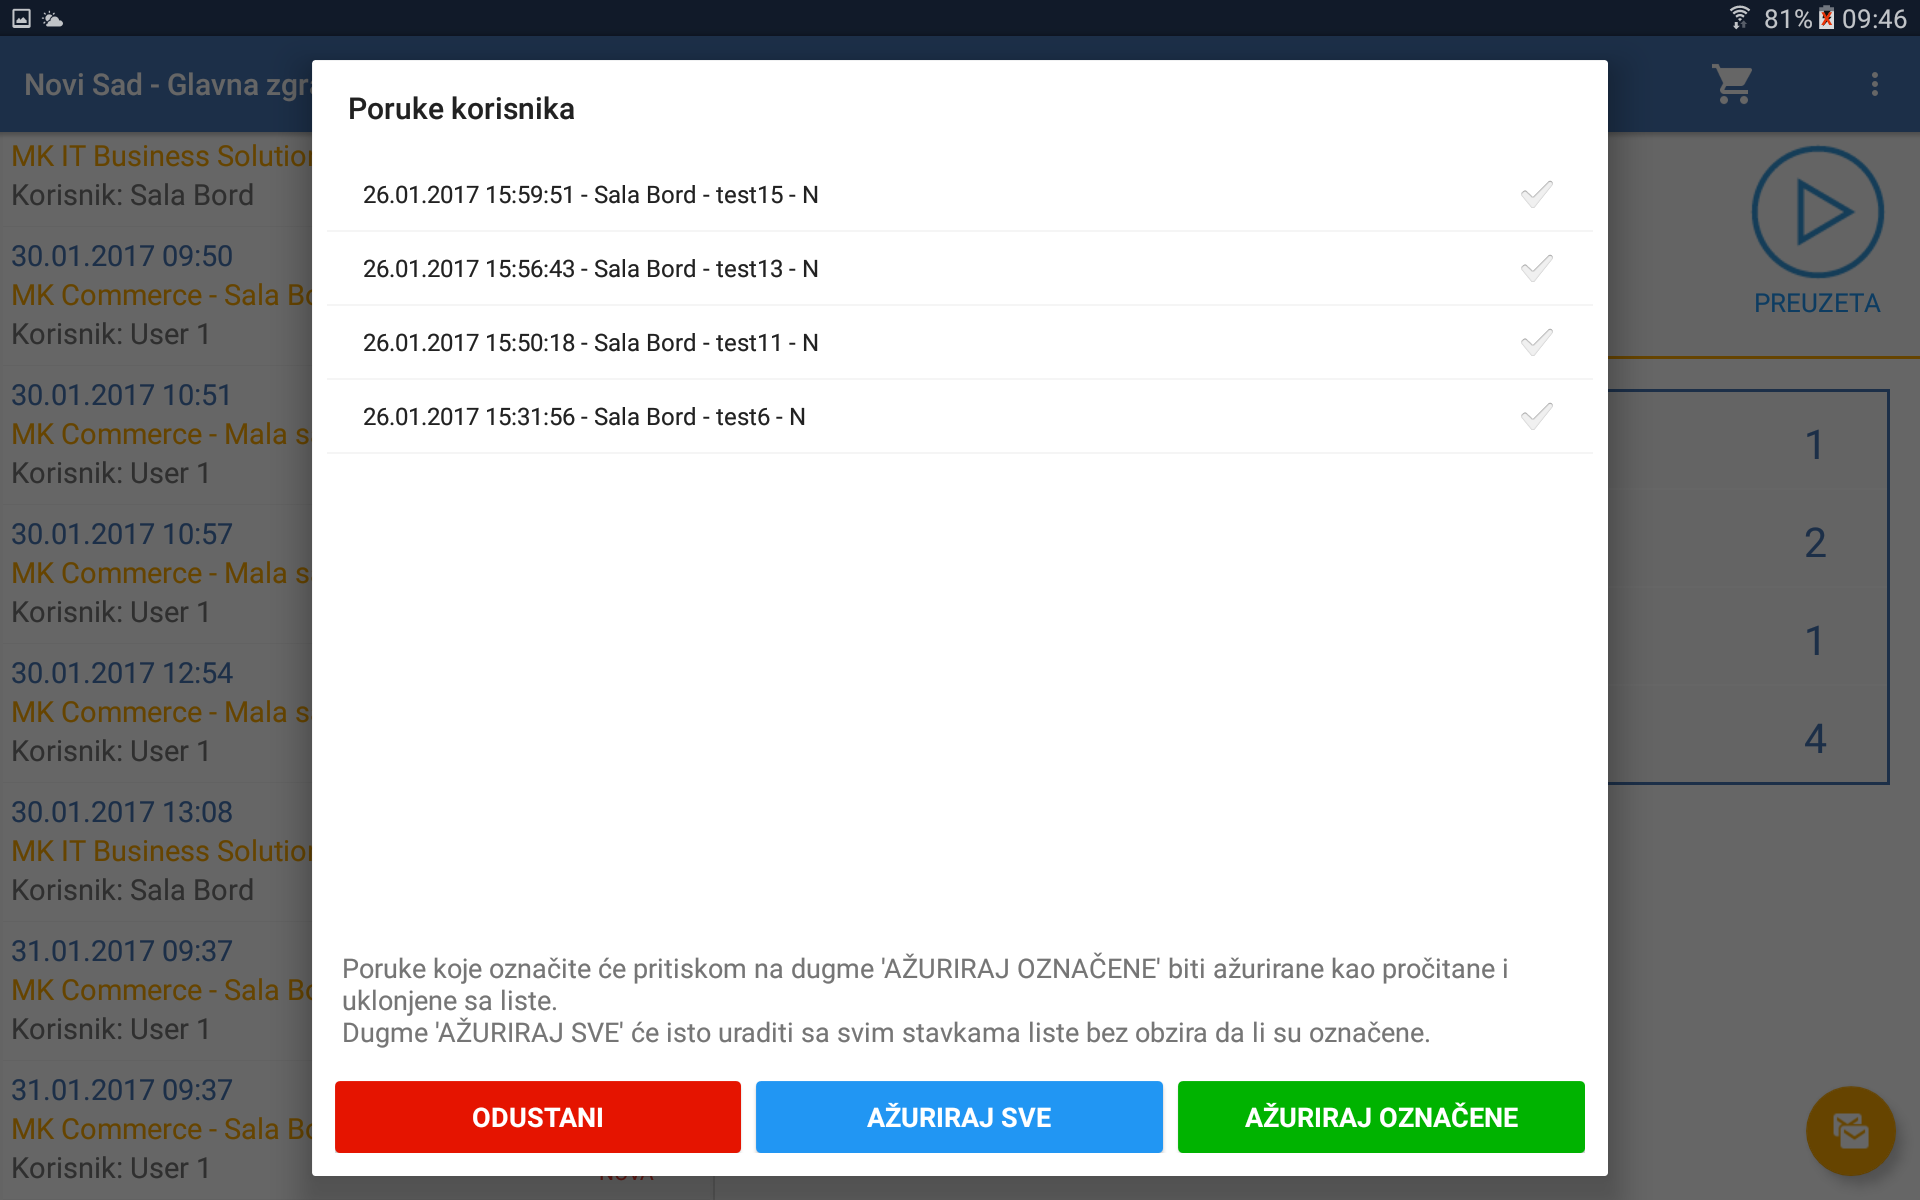 81% 09:46
Novi Sad - Glavna
MK IT Business
Korisnik: Sala Bord
30.01.2017 09:50
MK Commerce - Sala
Korisnik: User 1
30.01.2017 10:51
MK Commerce - Mala
Korisnik: User 1
30.01.2017 10:57
MK Commerce - Mala
Korisnik: User 1
30.01.2017 12:54
MK Commerce - Mala
Korisnik: User 1
30.01.2017 13:08
MK IT Business
Korisnik: Sala Bord
31.01.2017 09:37
MK Commerce - Sala
Korisnik: User 1
31.01.2017 09:37
MK Commerce - Sala
Korisnik: User 1
Poruke korisnika
26.01.2017 15:59:51 - Sala Bord - test15 - N
26.01.2017 15:56:43 - Sala Bord - test13 - N
26.01.2017 15:50:18 - Sala Bord - test11 - N
26.01.2017 15:31:56 - Sala Bord - test6 - N
Poruke koje označite će pritiskom na dugme 'AŽURIRAJ OZNAČENE' biti ažurirane kao pročitane i
uklonjene sa liste.
Dugme 'AŽURIRAJ SVE' će isto uraditi sa svim stavkama liste bez obzira da li su označene.
ODUSTANI
AŽURIRAJ SVE
AŽURIRAJ OZNAČENE
PREUZETA
1
2
1
4